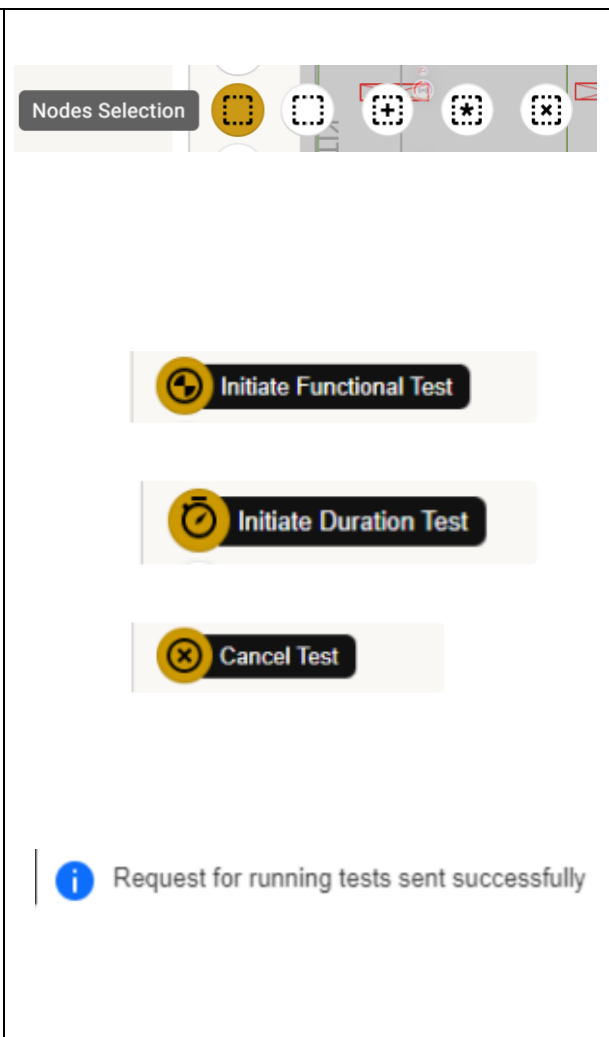 Nodes Selection
Initiate Functional Test
Initiate Duration Test
Cancel Test
Request for running tests sent successfully